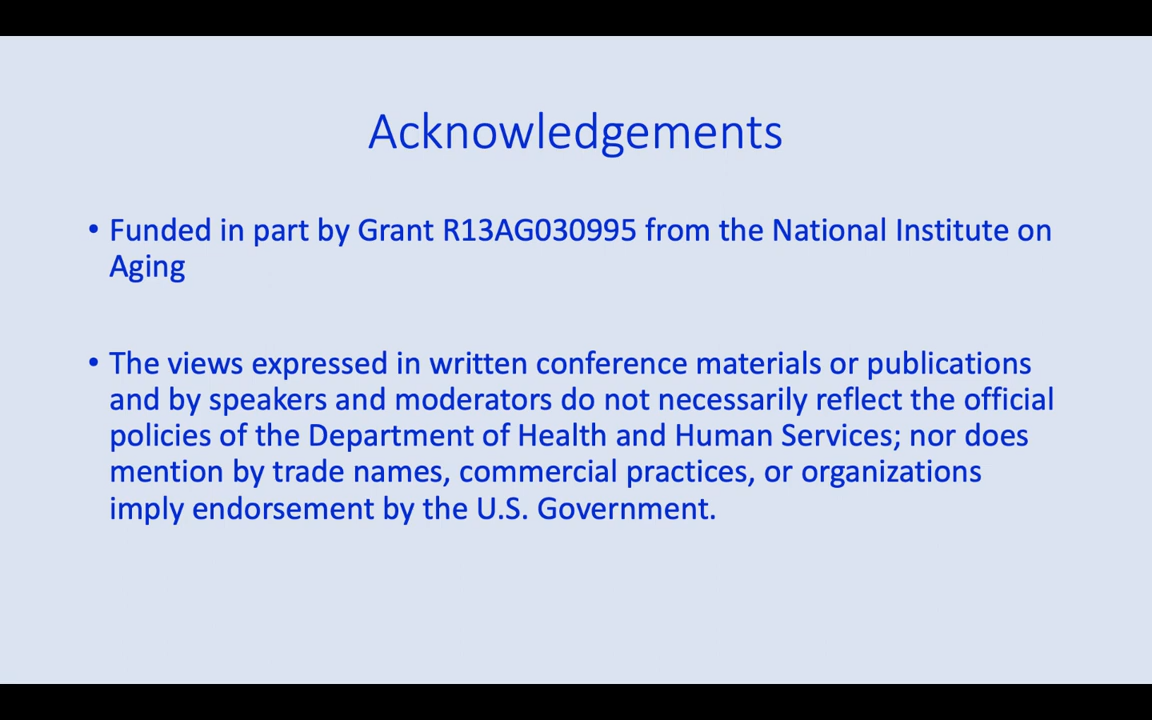 Acknowledgements
• Funded in part by Grant R13AG030995 from the National Institute on
Aging
• The views expressed in written conference materials or publications
and by speakers and moderators do not necessarily reflect the official
policies of the Department of Health and Human Services; nor does
mention by trade names, commercial practices, or organizations
imply endorsement by the U.S. Government.